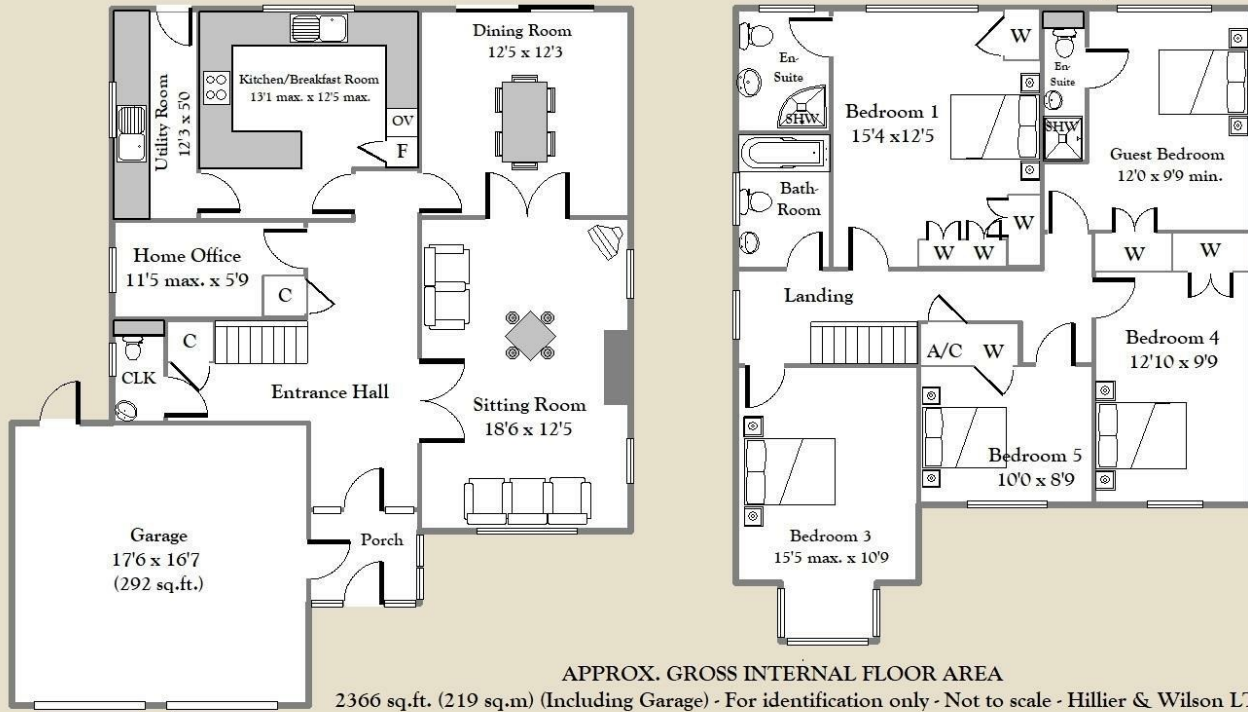 Utility Room
12'3 x 5'0
Kitchen/Breakfast Room
13'1 max. x 12'5 max.
OV
F
Dining Room
12'5 x 12'3
Home Office
11'5 max. x 5'9
C
C
CLK
Entrance Hall
Sitting Room
18'6 x 12'5
Garage
17'6 x 16'7
(292 sq.ft.)
Porch
En-
Suite
SHW
Bedroom 1
15'4 x12'5
W
En-
Suite
SHW
Guest Bedroom
12'0 x 9'9 min.
Bath-
Room
W
W
W
W
W
Landing
A/C
W
Bedroom 4
12'10 x 9'9
Bedroom 5
10'0 x 8'9
Bedroom 3
15'5 max. x 10'9
APPROX. GROSS INTERNAL FLOOR AREA
2366 sq.ft. (219 sq.m) (Including Garage) - For identification only - Not to scale - Hillier & Wilson LT